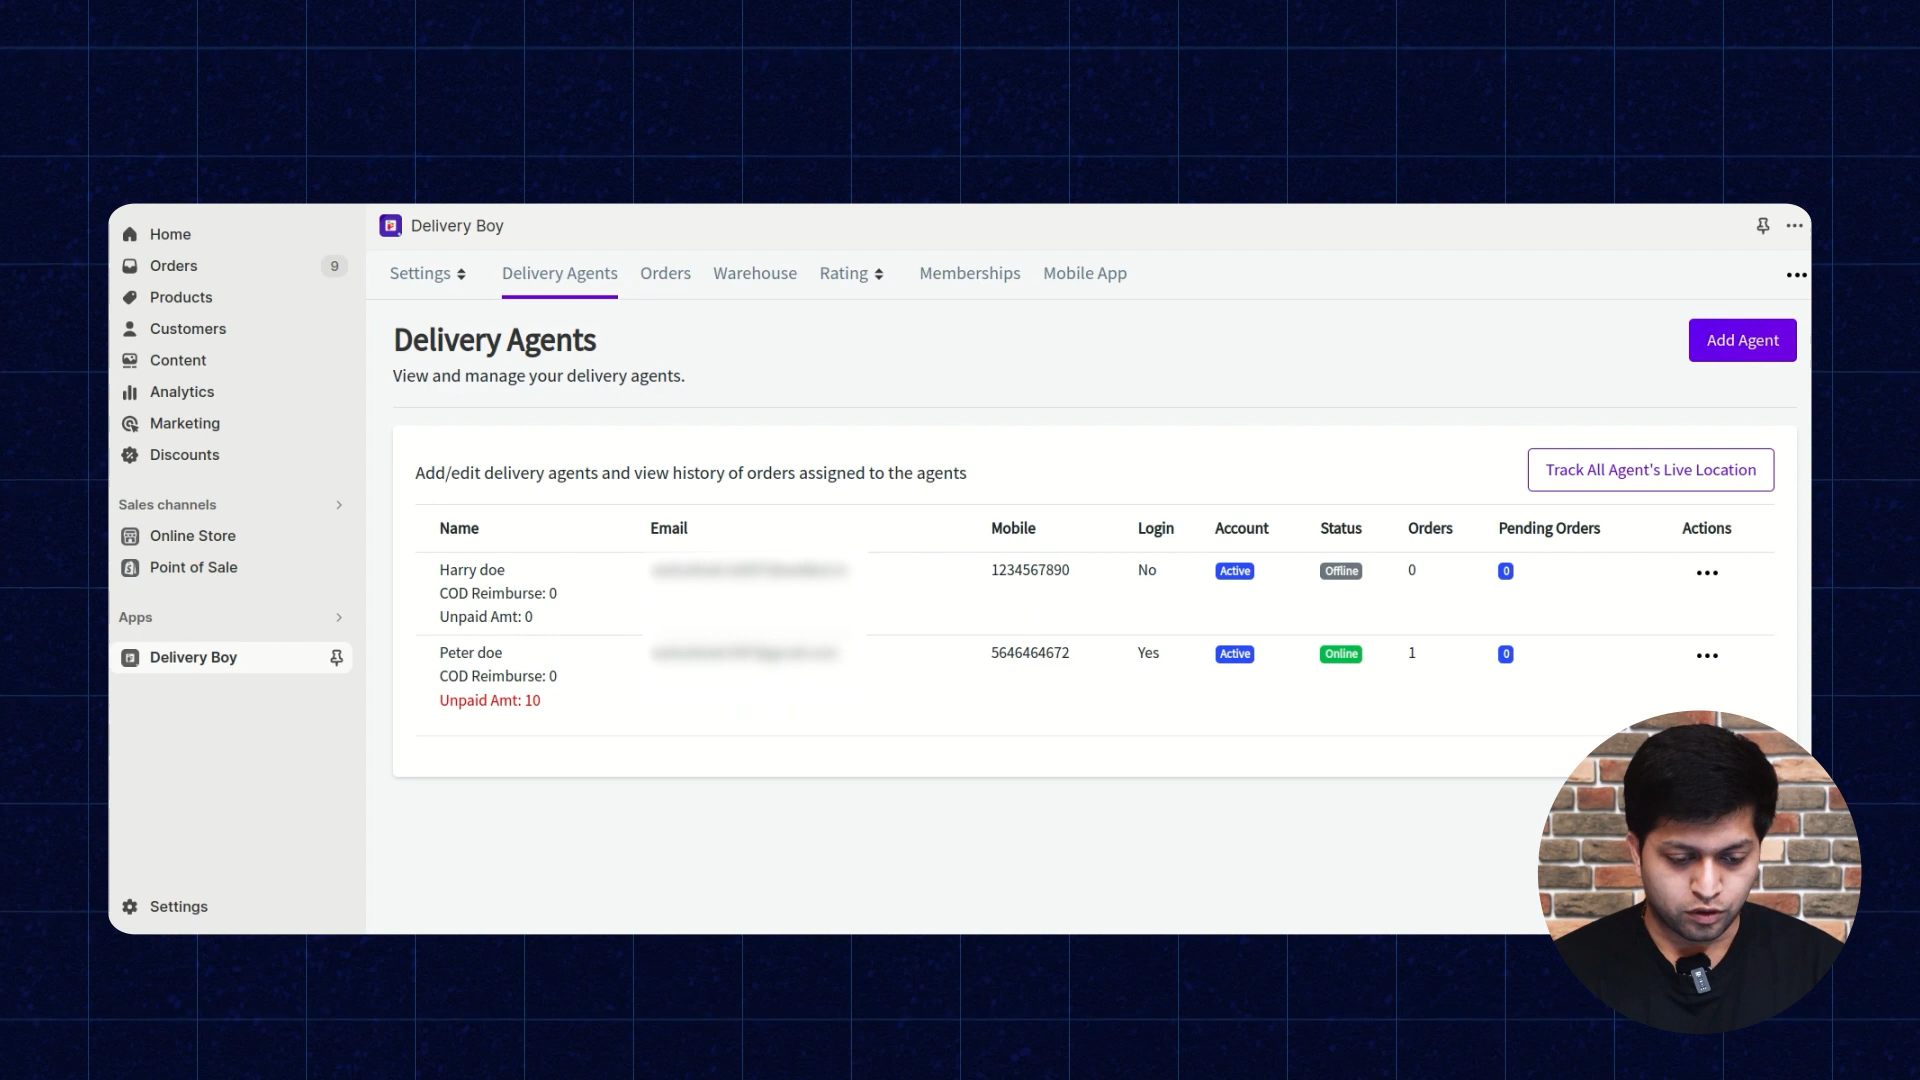 Home
Orders 9
Products
Customers
Content
Analytics
Marketing
Discounts
Sales channels
Online Store
Point of Sale
Apps
Delivery Boy
Settings
Delivery Boy
Settings Delivery Agents Orders Warehouse Rating Memberships Mobile App
Delivery Agents
Add Agent
View and manage your delivery agents.
Add/edit delivery agents and view history of orders assigned to the agents
Track All Agent's Live Location
Name Email Mobile Login Account Status Orders Pending Orders Actions
Harry doe 1234567890 No Active Offline 0 0
COD Reimburse: 0
Unpaid Amt: 0
Peter doe 5646464672 Yes Active Online 1 0
COD Reimburse: 0
Unpaid Amt: 10